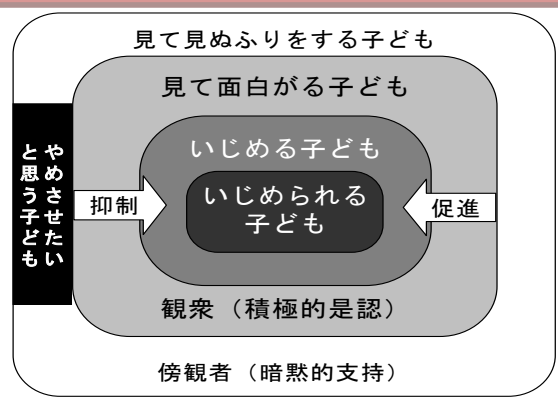 見て見ぬふりをする子ども
見て面白がる子ども
いじめる子ども
いじめられる
子ども
やめさせたい
と思う子ども
抑制
促進
観衆（積極的是認）
傍観者（暗黙的支持）